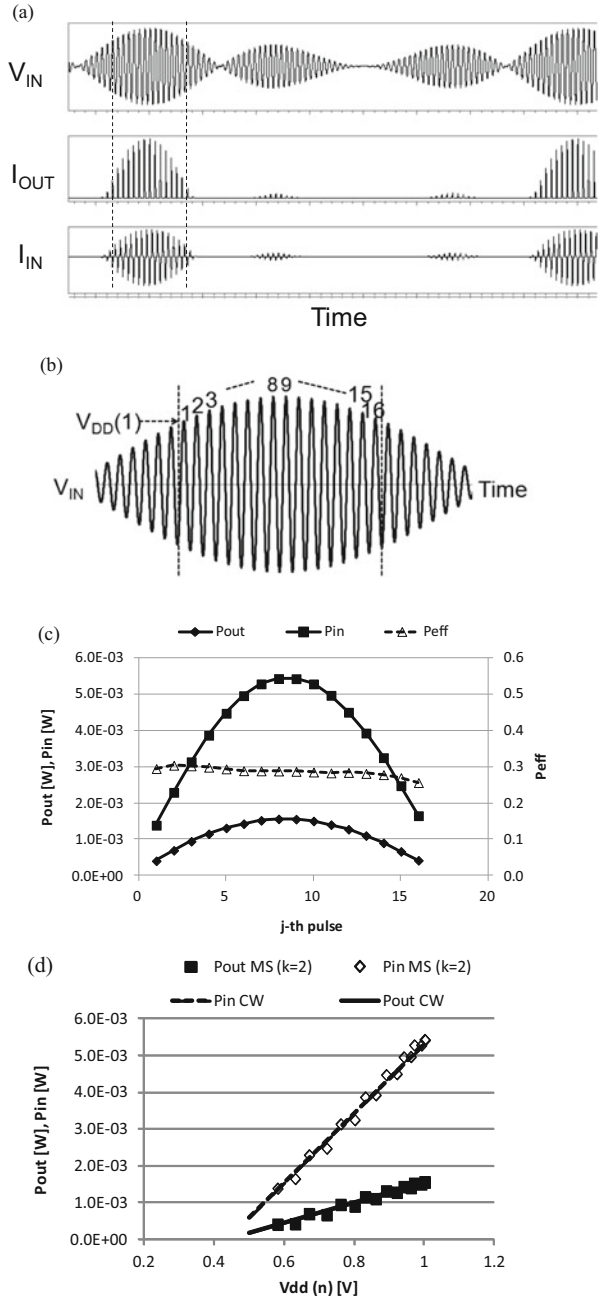 (a)
V_IN
I_OUT
I_IN
Time
(b)
V_DD(1)
1 2 3 8 9 15 16
V_IN
Time
(c)
Pout Pin Peff
6.0E-03 0.6
5.0E-03 0.5
4.0E-03 0.4
3.0E-03 0.3
2.0E-03 0.2
1.0E-03 0.1
0.0E+00 0.0
Pout [W], Pin [W]
Peff
0 5 10 15 20
j-th pulse
(d)
Pout MS (k=2) Pin MS (k=2)
Pin CW Pout CW
6.0E-03
5.0E-03
4.0E-03
3.0E-03
2.0E-03
1.0E-03
0.0E+00
Pout [W], Pin [W]
0.2 0.4 0.6 0.8 1 1.2
Vdd (n) [V]